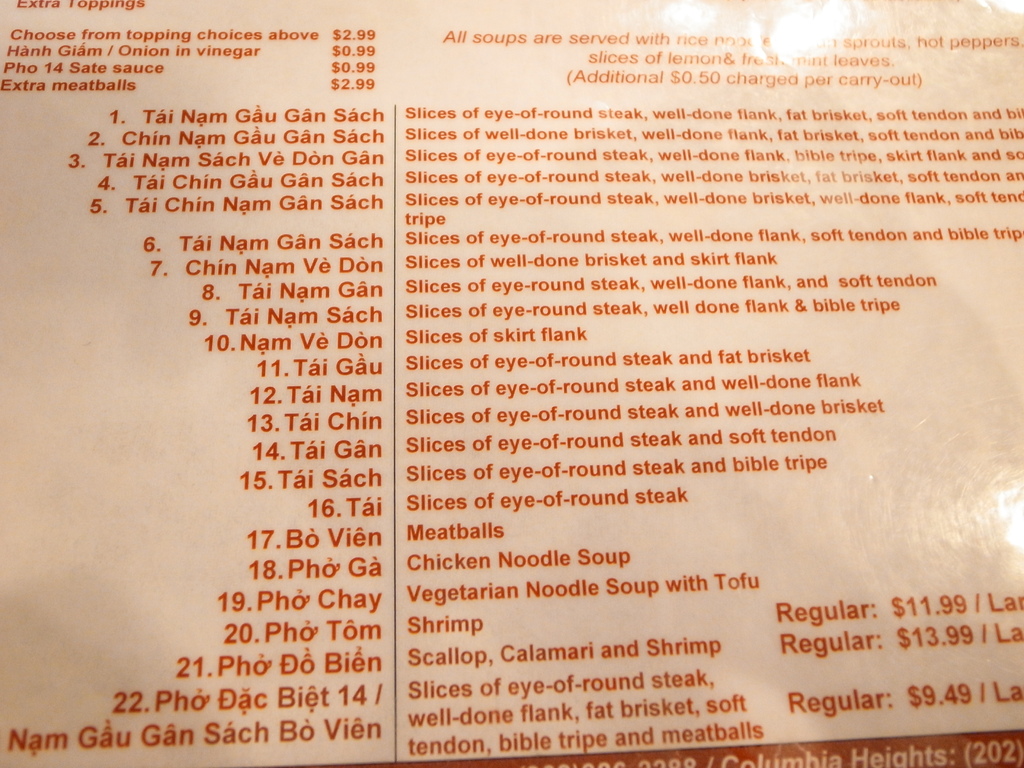 Extra Toppings
Choose from topping choices above $2.99
Hành Giấm / Onion in vinegar $0.99
Pho 14 Sate sauce $0.99
Extra meatballs $2.99
All soups are served with rice sprouts, hot peppers,
slices of lemon& fresh mint leaves.
(Additional $0.50 charged per carry-out)
1. Tái Nạm Gầu Gân Sách Slices of eye-of-round steak, well-done flank, fat brisket, soft tendon and
2. Chín Nạm Gầu Gân Sách Slices of well-done brisket, well-done flank, fat brisket, soft tendon and
3. Tái Nạm Sách Vè Dòn Gân Slices of eye-of-round steak, well-done flank, bible tripe, skirt flank and
4. Tái Chín Gầu Gân Sách Slices of eye-of-round steak, well-done brisket, fat brisket, soft tendon
5. Tái Chín Nạm Gân Sách Slices of eye-of-round steak, well-done brisket, well-done flank, soft
tripe
6. Tái Nạm Gân Sách Slices of eye-of-round steak, well-done flank, soft tendon and bible
7. Chín Nạm Vè Dòn Slices of well-done brisket and skirt flank
8. Tái Nạm Gân Slices of eye-round steak, well-done flank, and soft tendon
9. Tái Nạm Sách Slices of eye-round steak, well done flank & bible tripe
10. Nạm Vè Dòn Slices of skirt flank
11. Tái Gầu Slices of eye-of-round steak and fat brisket
12. Tái Nạm Slices of eye-of-round steak and well-done flank
13. Tái Chín Slices of eye-of-round steak and well-done brisket
14. Tái Gân Slices of eye-of-round steak and soft tendon
15. Tái Sách Slices of eye-of-round steak and bible tripe
16. Tái Slices of eye-of-round steak
17. Bò Viên Meatballs
18. Phở Gà Chicken Noodle Soup
19. Phở Chay Vegetarian Noodle Soup with Tofu
20. Phở Tôm Shrimp Regular: $11.99 /
21. Phở Đồ Biển Scallop, Calamari and Shrimp Regular: $13.99 /
22. Phở Đặc Biệt 14 / Slices of eye-of-round steak,
well-done flank, fat brisket, soft Regular: $9.49 /
Nạm Gầu Gân Sách Bò Viên tendon, bible tripe and meatballs
/ Columbia Heights: (202)